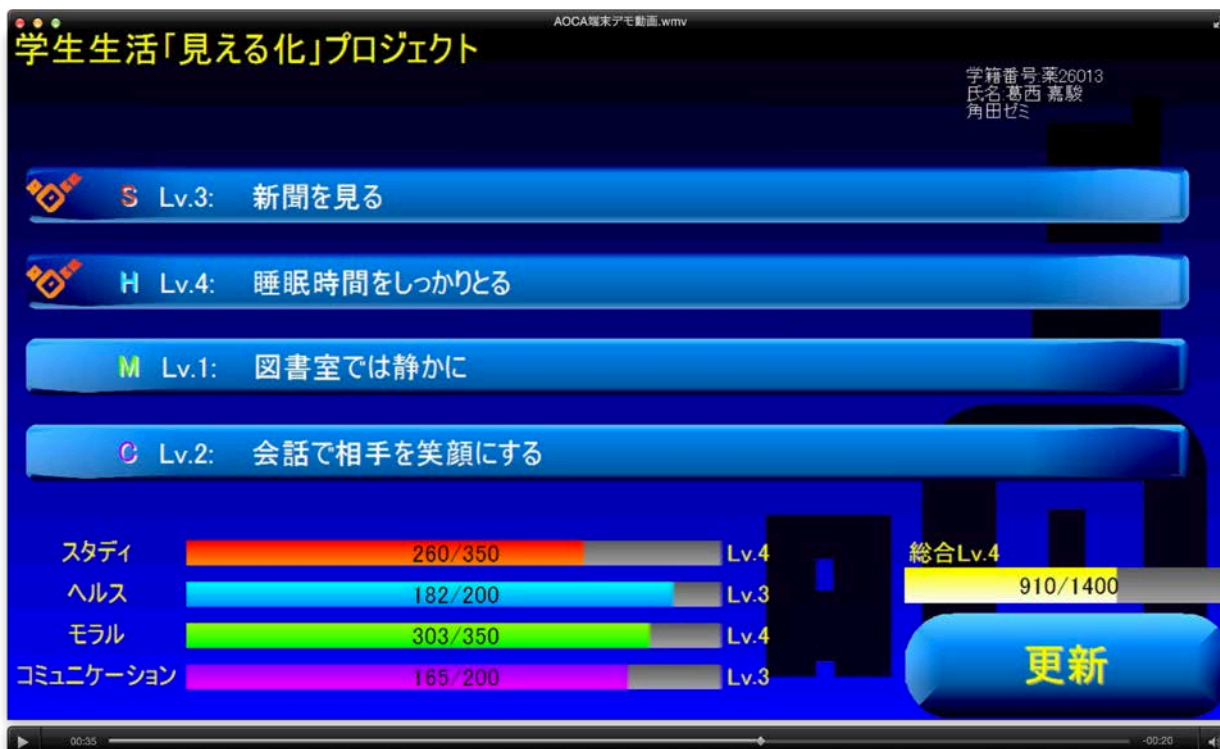 AOCA端末デモ動画.wmv
学生生活「見える化」プロジェクト
学籍番号:薬26013
氏名:葛西 嘉駿
角田ゼミ
S Lv.3: 新聞を見る
H Lv.4: 睡眠時間をしっかりとる
M Lv.1: 図書室では静かに
C Lv.2: 会話で相手を笑顔にする
スタディ 260/350 Lv.4
ヘルス 182/200 Lv.3
モラル 303/350 Lv.4
コミュニケーション 165/200 Lv.3
総合Lv.4
910/1400
更新
00:35 -00:20